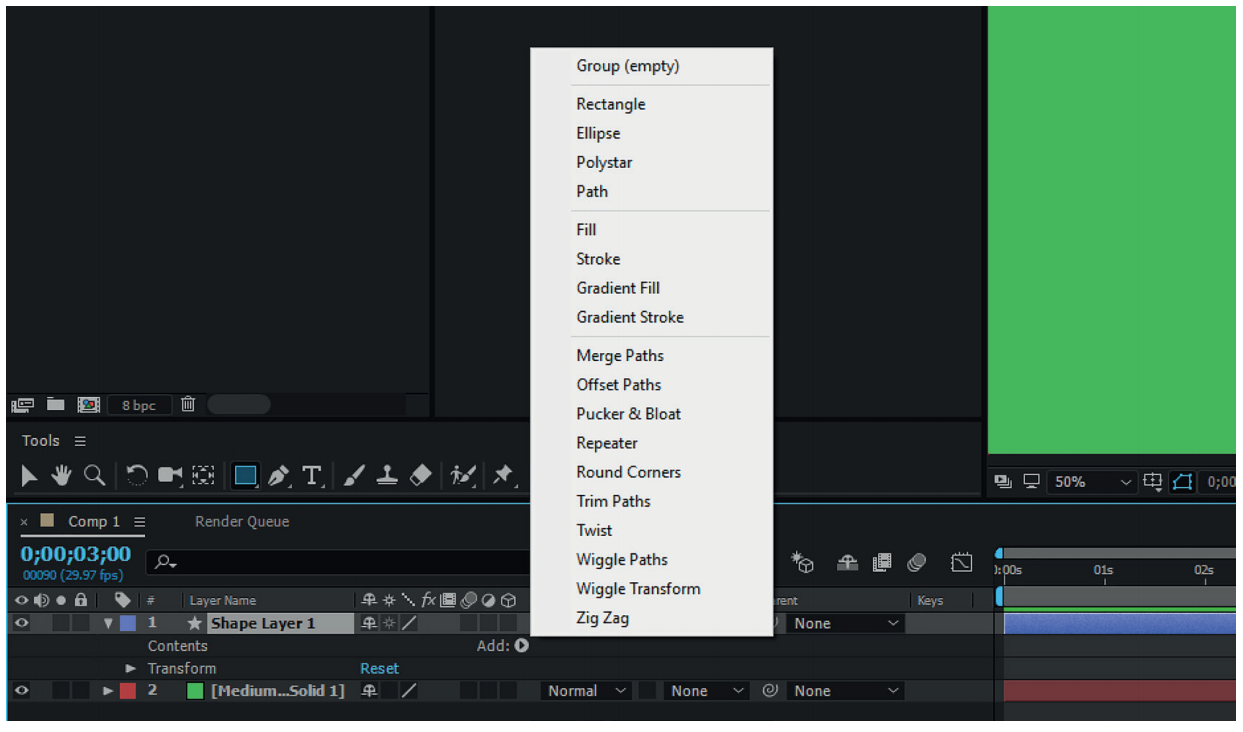 Group (empty)
Rectangle
Ellipse
Polystar
Path
Fill
Stroke
Gradient Fill
Gradient Stroke
Merge Paths
Offset Paths
Pucker & Bloat
Repeater
Round Corners
Trim Paths
Twist
Wiggle Paths
Wiggle Transform
Zig Zag
8 bpc
Tools
50% 0;00
Comp 1 Render Queue
0;00;03;00
00090 (29.97 fps)
):00s 01s 02s
# Layer Name fx rent Keys
1 Shape Layer 1 None
Contents Add:
Transform Reset
2 [Medium...Solid 1] Normal None None